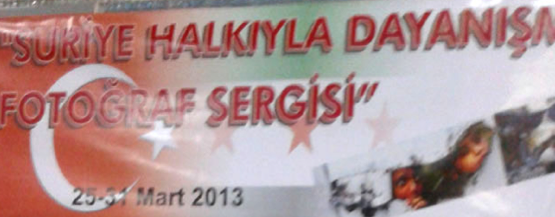 "SURİYE HALKIYLA DAYANIŞM
FOTOĞRAF SERGİSİ"
25-31 Mart 2013